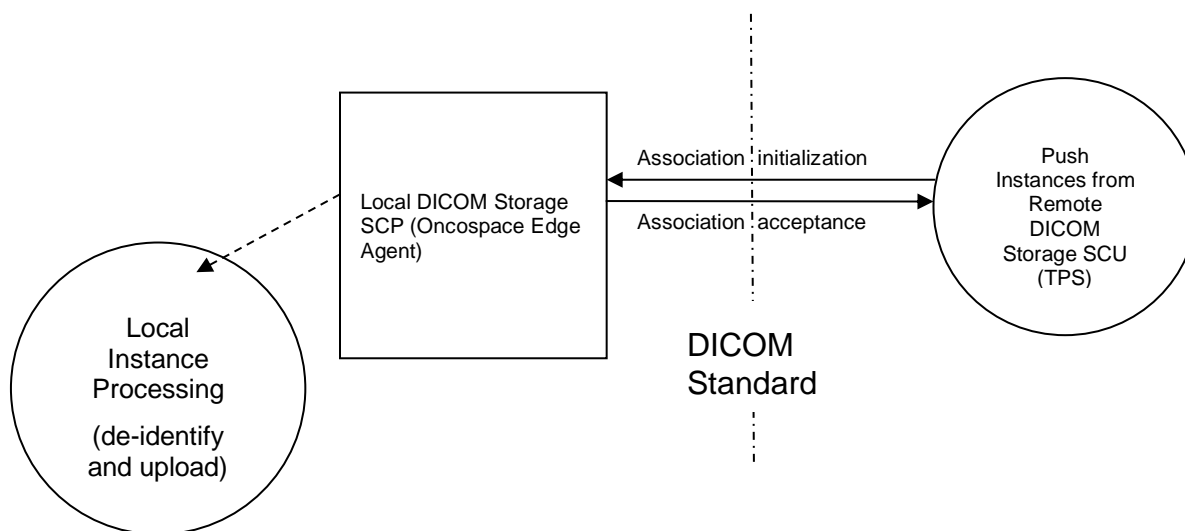 Association initialization
Association acceptance
Local DICOM Storage
SCP (Oncospace Edge
Agent)
Push
Instances from
Remote
DICOM
Storage SCU
(TPS)
DICOM
Standard
Local
Instance
Processing
(de-identify
and upload)